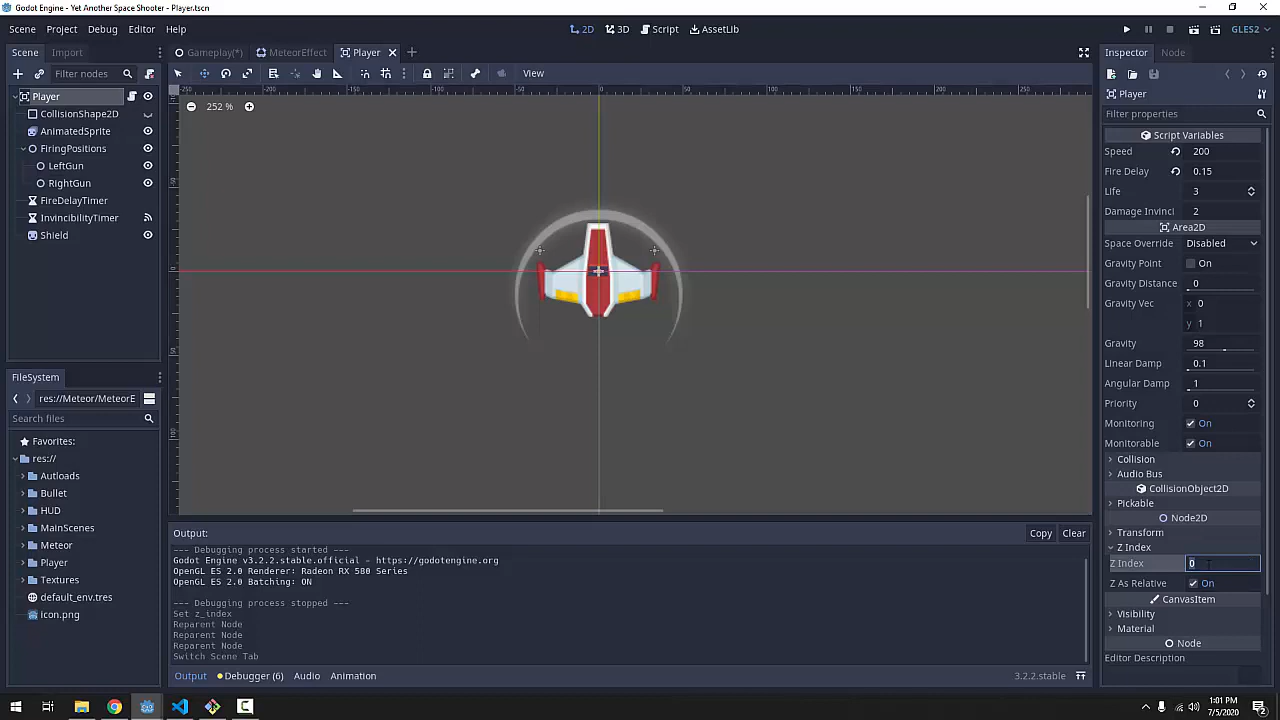 Godot Engine - Yet Another Space Shooter - Player.tscn
Scene Project Debug Editor Help
2D 3D Script AssetLib
GLES2
Scene Import
Gameplay(*) MeteorEffect Player
Inspector Node
Filter nodes
View
Player
Player
252 %
Filter properties
CollisionShape2D
AnimatedSprite
FiringPositions
LeftGun
RightGun
FireDelayTimer
InvincibilityTimer
Shield
Script Variables
Speed 200
Fire Delay 0.15
Life 3
Damage Invinci 2
Area2D
Space Override Disabled
Gravity Point On
Gravity Distance 0
Gravity Vec x 0
y 1
Gravity 98
Linear Damp 0.1
Angular Damp 1
Priority 0
Monitoring On
Monitorable On
Collision
Audio Bus
CollisionObject2D
Pickable
Node2D
Transform
Z Index
Z Index 0
Z As Relative On
CanvasItem
Visibility
Material
Node
Editor Description
FileSystem
res://Meteor/MeteorE
Search files
Favorites:
res://
Autloads
Bullet
HUD
MainScenes
Meteor
Player
Textures
default_env.tres
icon.png
Output:
Copy Clear
--- Debugging process started ---
Godot Engine v3.2.2.stable.official - https://godotengine.org
OpenGL ES 2.0 Renderer: Radeon RX 580 Series
OpenGL ES 2.0 Batching: ON
--- Debugging process stopped ---
Set z_index
Reparent Node
Reparent Node
Reparent Node
Switch Scene Tab
Output Debugger (6) Audio Animation
3.2.2.stable
1:01 PM
7/5/2020